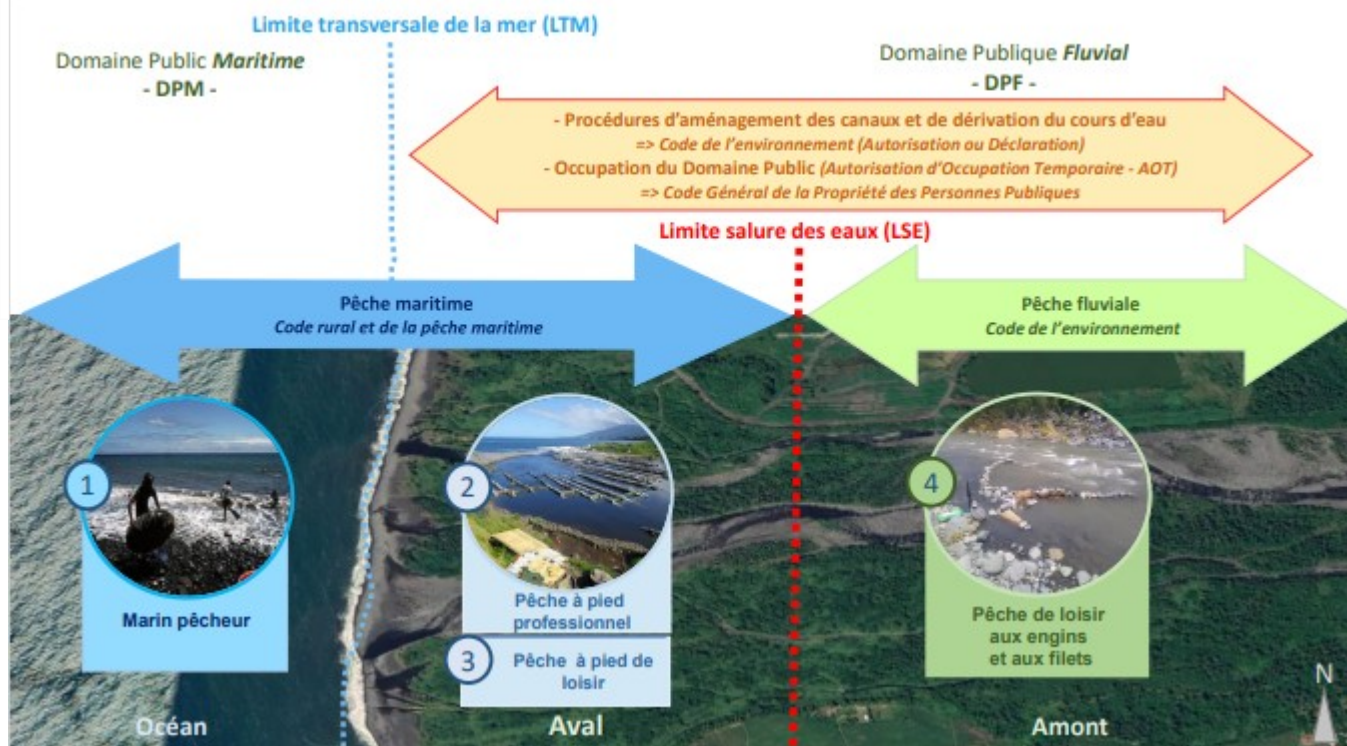 Limite transversale de la mer (LTM)
Domaine Public Maritime
- DPM -
Domaine Publique Fluvial
- DPF -
- Procédures d'aménagement des canaux et de dérivation du cours d'eau
=> Code de l'environnement (Autorisation ou Déclaration)
- Occupation du Domaine Public (Autorisation d'Occupation Temporaire - AOT)
=> Code Général de la Propriété des Personnes Publiques
Limite salure des eaux (LSE)
Pêche maritime
Code rural et de la pêche maritime
Pêche fluviale
Code de l'environnement
1
Marin pêcheur
2
Pêche à pied
professionnel
3
Pêche à pied de
loisir
4
Pêche de loisir
aux engins
et aux filets
Océan
Aval
Amont
N